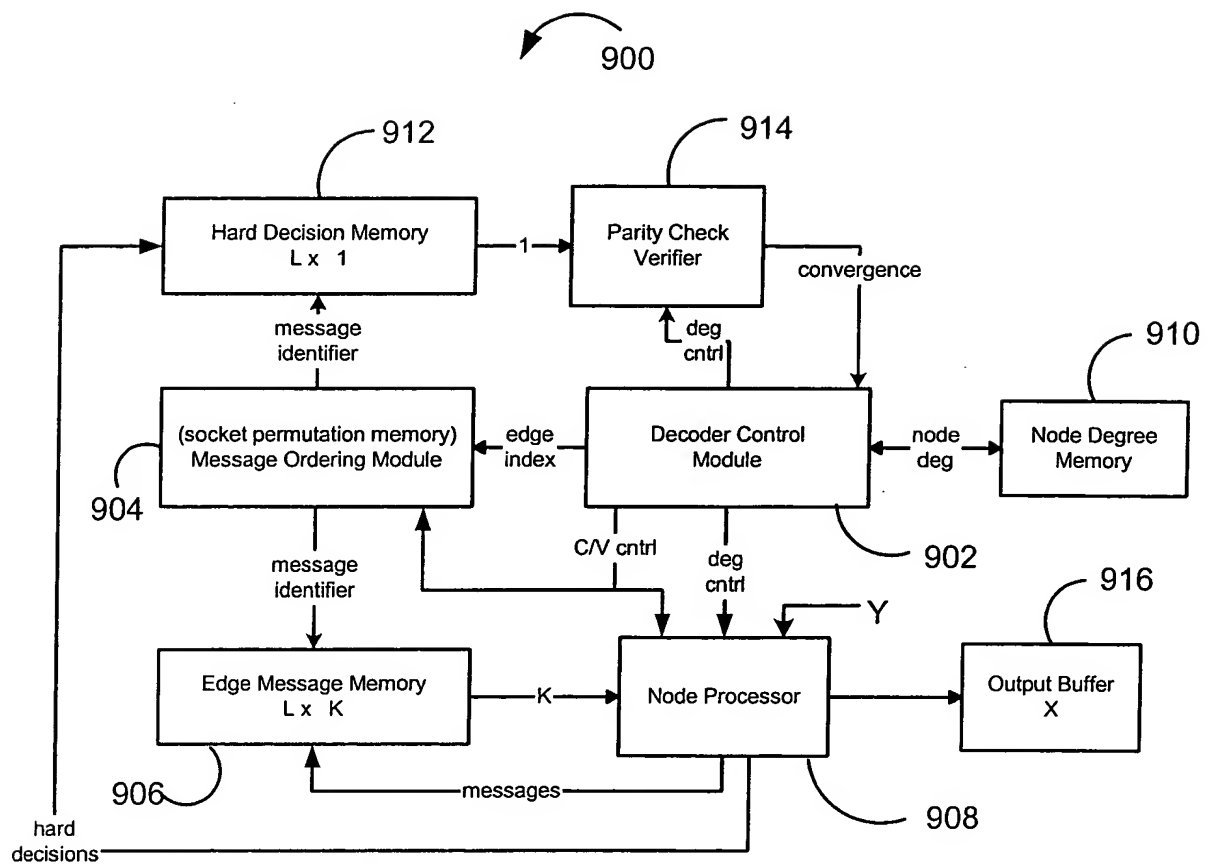 900
912
914
Hard Decision Memory
L x 1
1
Parity Check
Verifier
convergence
message
identifier
deg
cntrl
910
(socket permutation memory)
Message Ordering Module
edge
index
Decoder Control
Module
node
deg
Node Degree
Memory
904
message
identifier
C/V cntrl
deg
cntrl
902
916
Y
Edge Message Memory
L x K
K
Node Processor
Output Buffer
X
906
messages
908
hard
decisions